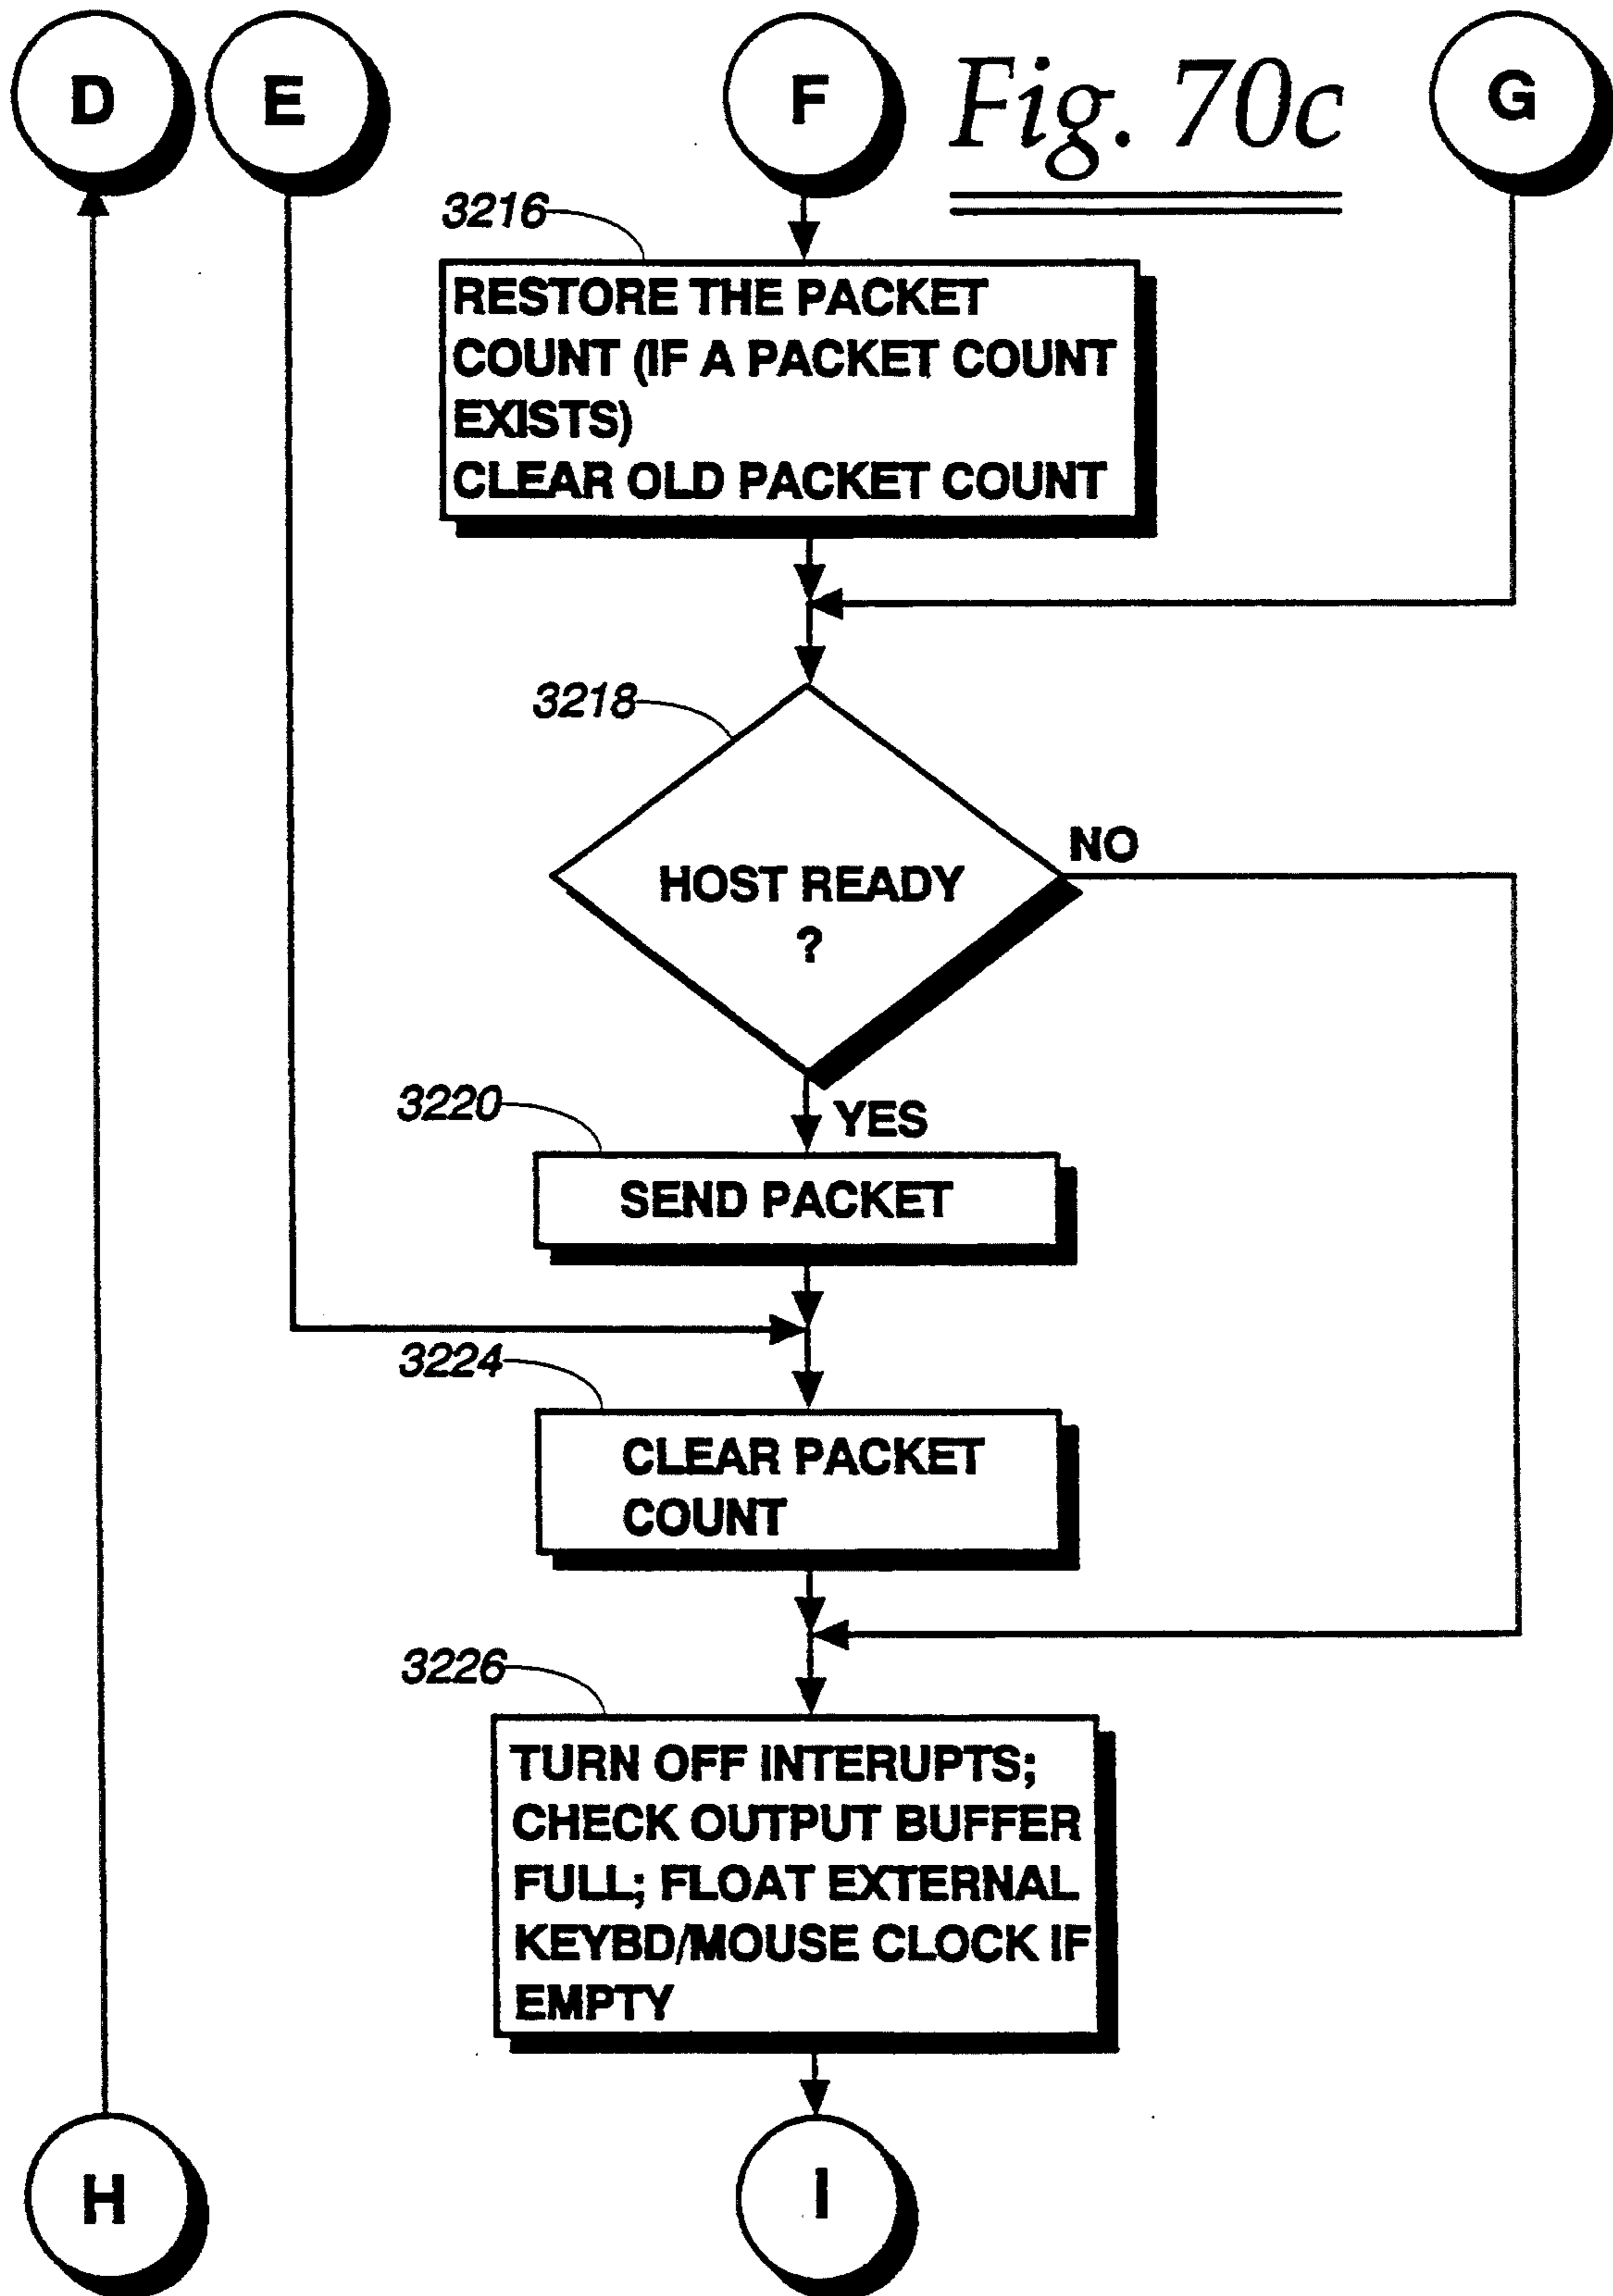 D
E
F
Fig. 70c
G
3216
RESTORE THE PACKET
COUNT (IF A PACKET COUNT
EXISTS)
CLEAR OLD PACKET COUNT
3218
HOST READY
?
NO
YES
3220
SEND PACKET
3224
CLEAR PACKET
COUNT
3226
TURN OFF INTERUPTS;
CHECK OUTPUT BUFFER
FULL; FLOAT EXTERNAL
KEYBD/MOUSE CLOCK IF
EMPTY
H
I